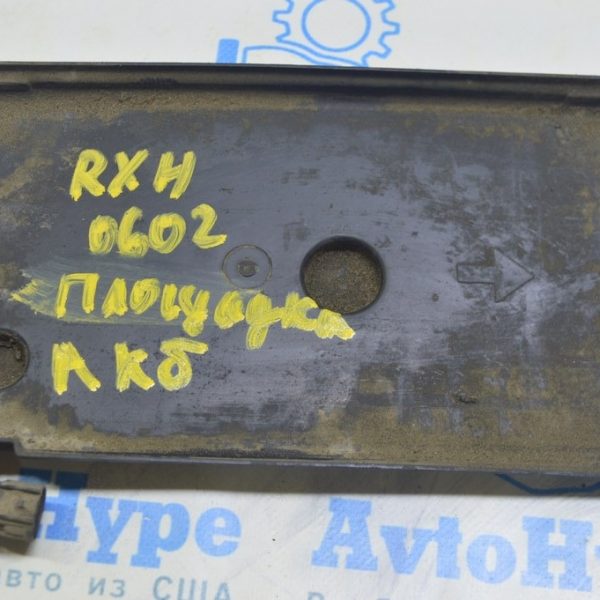 RXH
0602
Площадка
АКБ
Hype AvtoH
авто из США